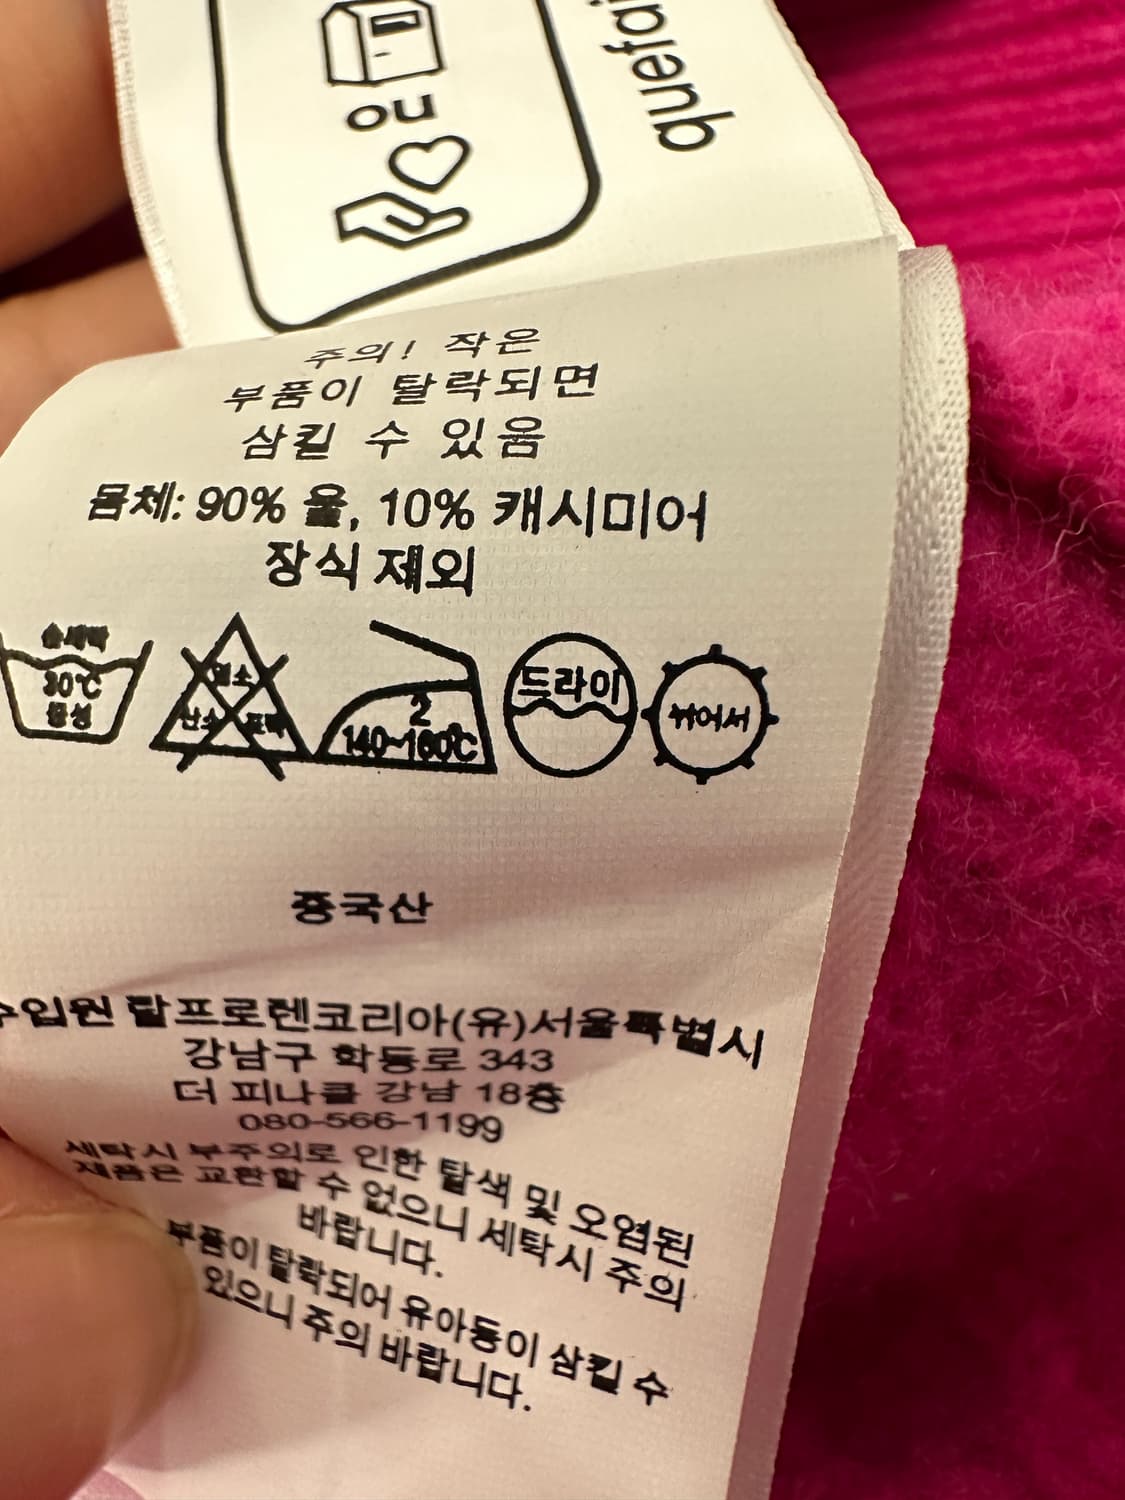 OU
quefai
주의! 작은
부품이 탈락되면
삼킬 수 있음
몸체: 90% 울, 10% 캐시미어
장식 제외
손세탁
30℃
중성
염소
산소 표백
2
140~160℃
드라이
뉘어서
중국산
수입원 랄프로렌코리아(유)서울특별시
강남구 학동로 343
더 피나클 강남 18층
080-566-1199
세탁시 부주의로 인한 탈색 및 오염된
제품은 교환할 수 없으니 세탁시 주의
바랍니다.
부품이 탈락되어 유아동이 삼킬 수
있으니 주의 바랍니다.